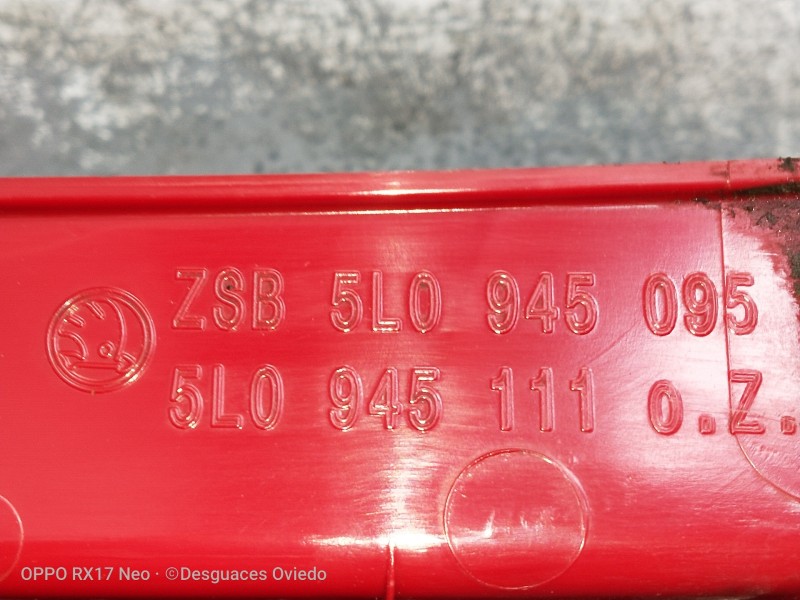 ZSB 5L0 945 095
5L0 945 111 o.Z.
OPPO RX17 Neo · ©Desguaces Oviedo